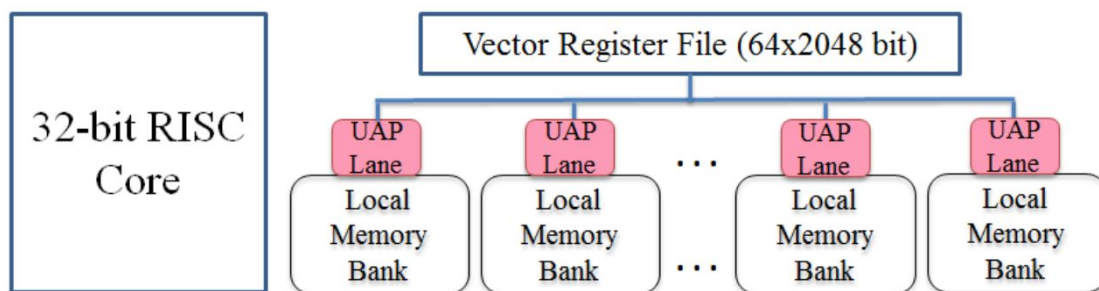 32-bit RISC
Core
Vector Register File (64x2048 bit)
UAP
Lane
UAP
Lane
...
UAP
Lane
UAP
Lane
Local
Memory
Bank
Local
Memory
Bank
...
Local
Memory
Bank
Local
Memory
Bank